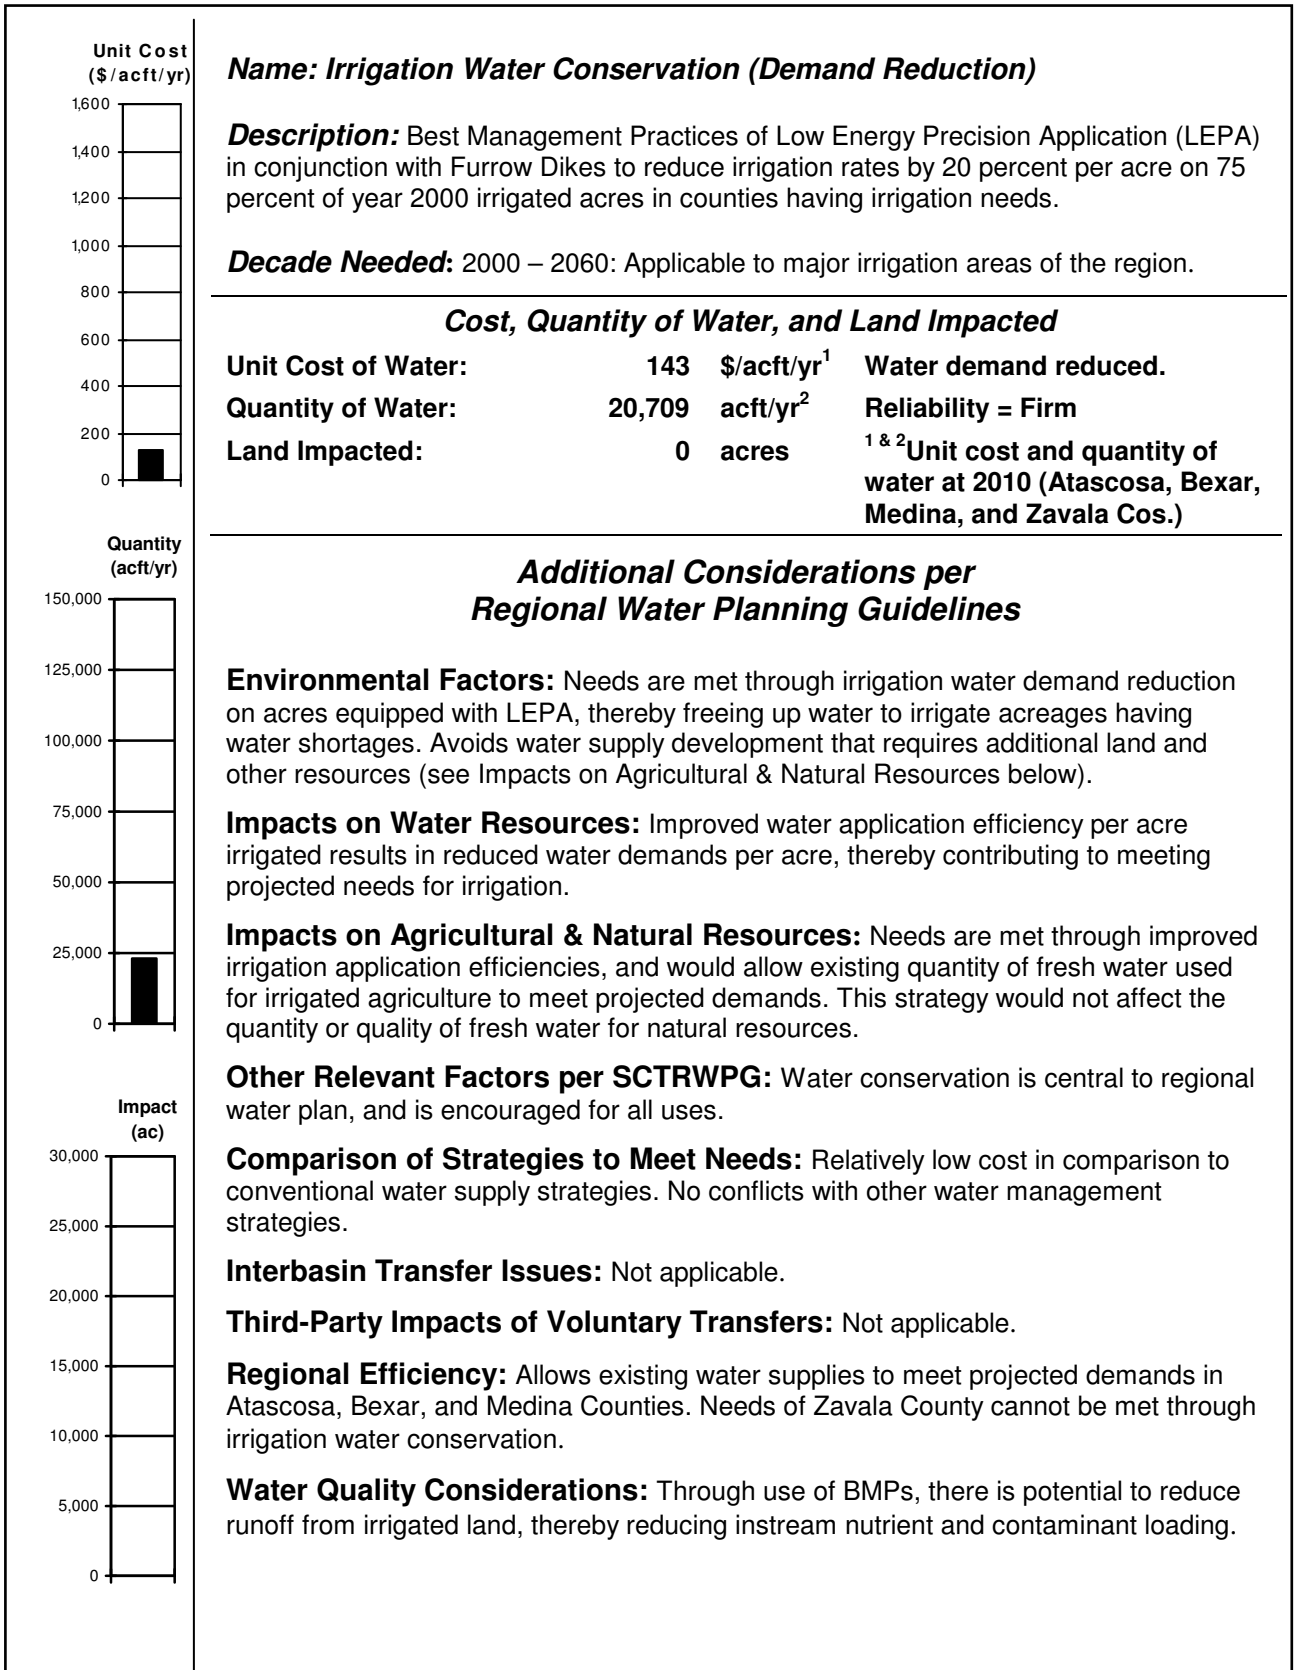 Unit Cost
($/acft/yr)
1,600
1,400
1,200
1,000
800
600
400
200
0
Quantity
(acft/yr)
150,000
125,000
100,000
75,000
50,000
25,000
0
Impact
(ac)
30,000
25,000
20,000
15,000
10,000
5,000
0
Name: Irrigation Water Conservation (Demand Reduction)
Description: Best Management Practices of Low Energy Precision Application (LEPA)
in conjunction with Furrow Dikes to reduce irrigation rates by 20 percent per acre on 75
percent of year 2000 irrigated acres in counties having irrigation needs.
Decade Needed: 2000 – 2060: Applicable to major irrigation areas of the region.
Cost, Quantity of Water, and Land Impacted
Unit Cost of Water: 143 $/acft/yr1 Water demand reduced.
Quantity of Water: 20,709 acft/yr2 Reliability = Firm
Land Impacted: 0 acres 1 & 2Unit cost and quantity of
water at 2010 (Atascosa, Bexar,
Medina, and Zavala Cos.)
Additional Considerations per
Regional Water Planning Guidelines
Environmental Factors: Needs are met through irrigation water demand reduction
on acres equipped with LEPA, thereby freeing up water to irrigate acreages having
water shortages. Avoids water supply development that requires additional land and
other resources (see Impacts on Agricultural & Natural Resources below).
Impacts on Water Resources: Improved water application efficiency per acre
irrigated results in reduced water demands per acre, thereby contributing to meeting
projected needs for irrigation.
Impacts on Agricultural & Natural Resources: Needs are met through improved
irrigation application efficiencies, and would allow existing quantity of fresh water used
for irrigated agriculture to meet projected demands. This strategy would not affect the
quantity or quality of fresh water for natural resources.
Other Relevant Factors per SCTRWPG: Water conservation is central to regional
water plan, and is encouraged for all uses.
Comparison of Strategies to Meet Needs: Relatively low cost in comparison to
conventional water supply strategies. No conflicts with other water management
strategies.
Interbasin Transfer Issues: Not applicable.
Third-Party Impacts of Voluntary Transfers: Not applicable.
Regional Efficiency: Allows existing water supplies to meet projected demands in
Atascosa, Bexar, and Medina Counties. Needs of Zavala County cannot be met through
irrigation water conservation.
Water Quality Considerations: Through use of BMPs, there is potential to reduce
runoff from irrigated land, thereby reducing instream nutrient and contaminant loading.